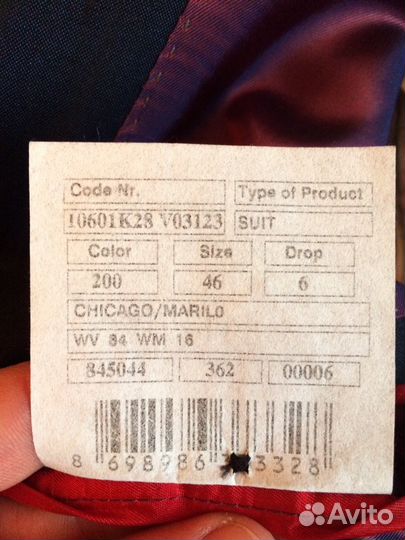 Code Nr. Type of Product
10601K28 V03123 SUIT
Color Size Drop
200 46 6
CHICAGO/MARILO
WV 84 WM 16
845044 362 00006
8 698986 3328
Avito